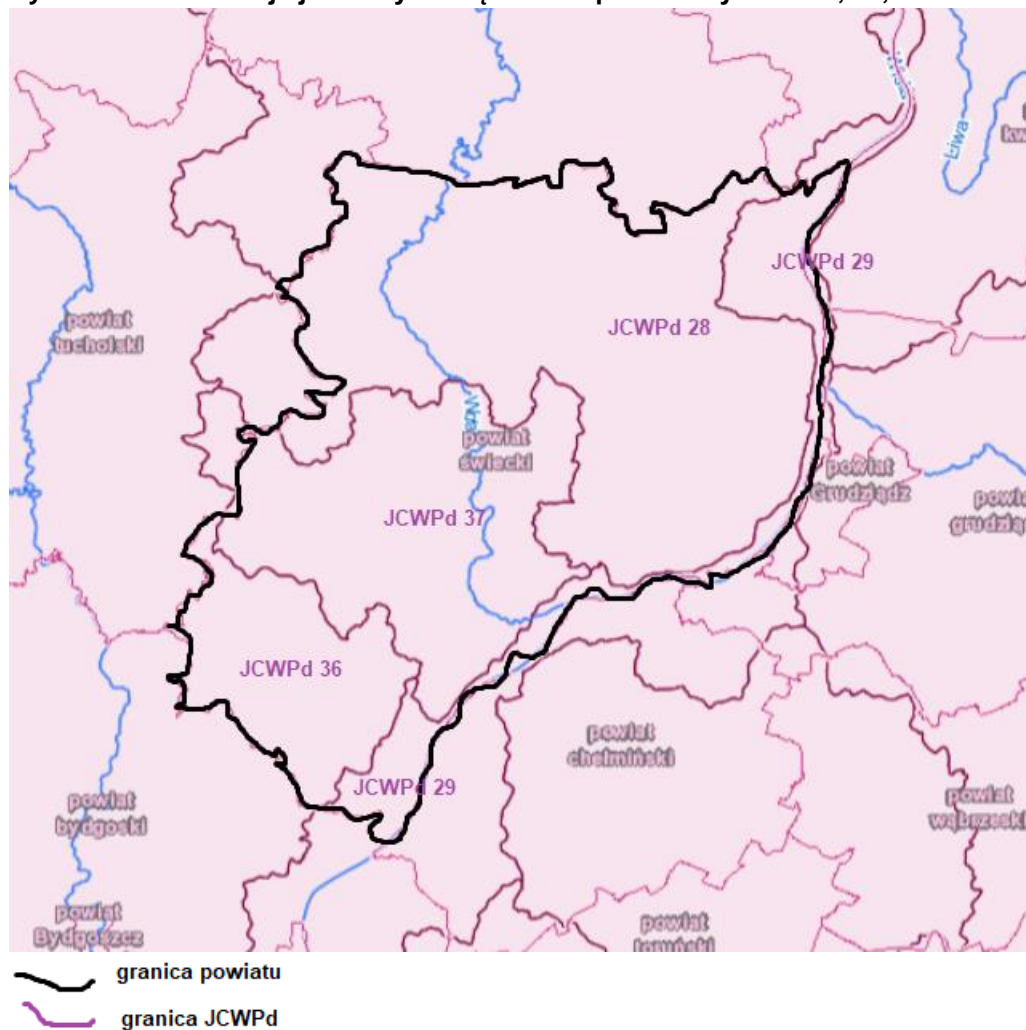 Liwa
JCWPd 29
powiat
tucholski
JCWPd 28
Wda
powiat
świecki
powiat
Grudziądz
JCWPd 37
JCWPd 36
powiat
chełmiński
JCWPd 29
powiat
bydgoski
powiat
wąbrzeski
powiat
Bydgoszcz
powiat
granica powiatu
granica JCWPd